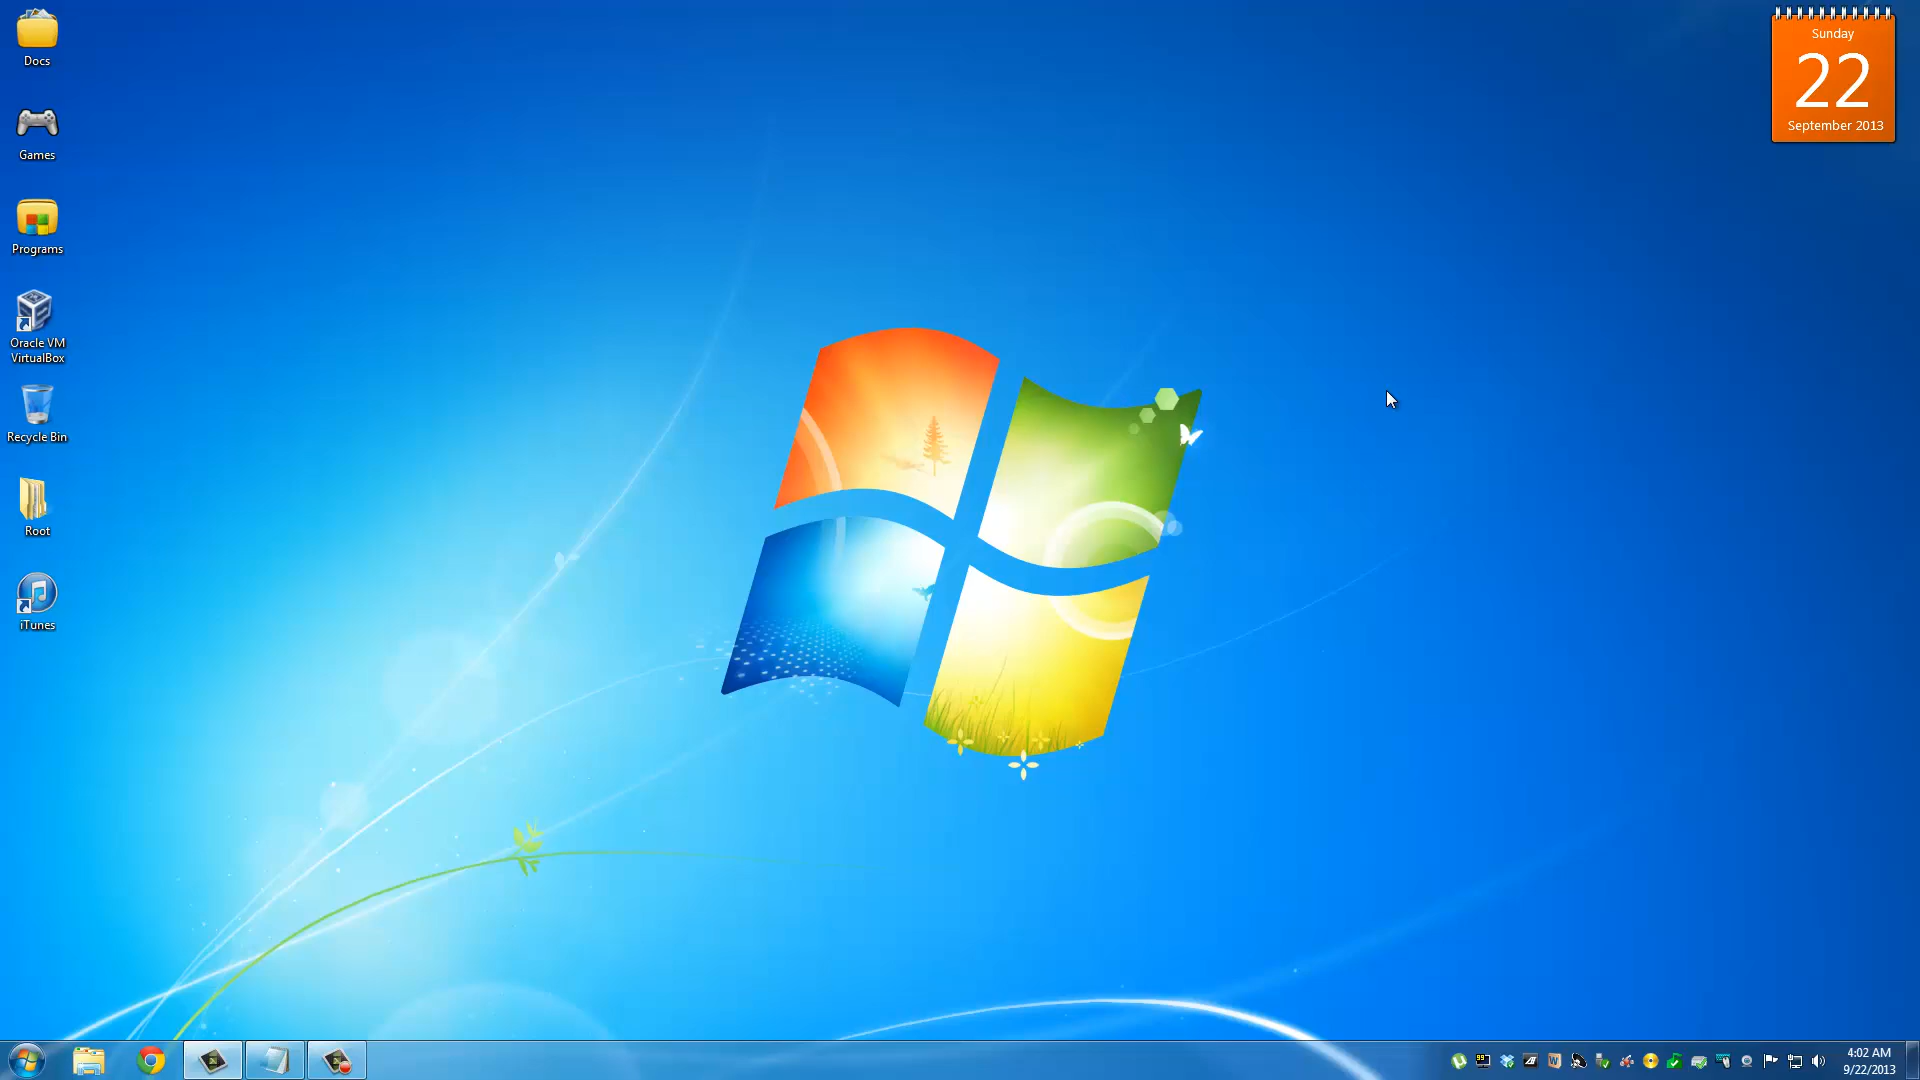 Docs
Games
Programs
Oracle VM
VirtualBox
Recycle Bin
Root
iTunes
Sunday
22
September 2013
99
W
4:02 AM
9/22/2013